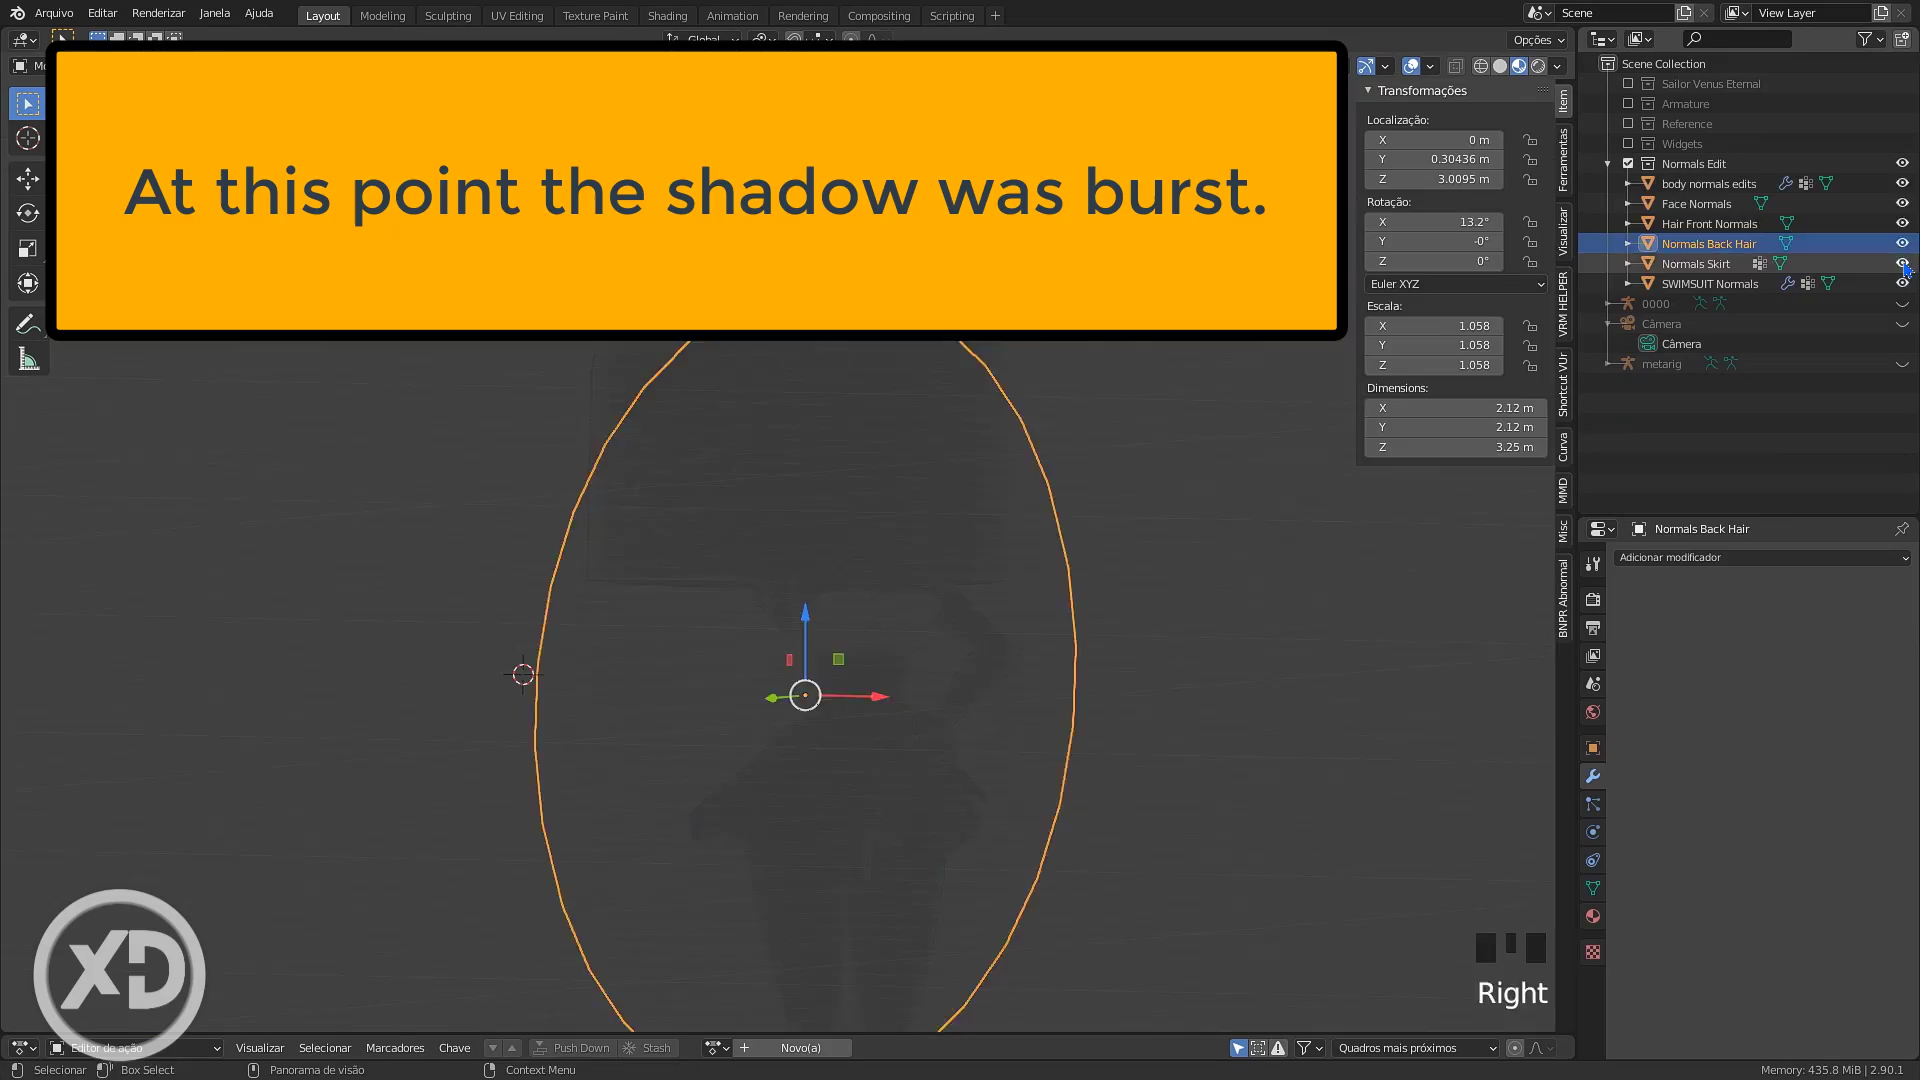 Arquivo Editar Renderizar Janela Ajuda Layout Modeling Sculpting UV Editing Texture Paint Shading Animation Rendering Compositing Scripting + Scene View Layer
Global Opções
Mo
At this point the shadow was burst.
Transformações
Localização:
X 0 m
Y 0.30436 m
Z 3.0095 m
Rotação:
X 13.2°
Y -0°
Z 0°
Euler XYZ
Escala:
X 1.058
Y 1.058
Z 1.058
Dimensions:
X 2.12 m
Y 2.12 m
Z 3.25 m
Item
Ferramentas
Visualizar
VRM HELPER
Shortcut VUr
Curva
MMD
Misc
BNPR Abnormal
Scene Collection
Sailor Venus Eternal
Armature
Reference
Widgets
Normals Edit
body normals edits
Face Normals
Hair Front Normals
Normals Back Hair
Normals Skirt
SWIMSUIT Normals
0000
Câmera
Câmera
metarig
Normals Back Hair
Adicionar modificador
XD
Right
Editor de ação Visualizar Selecionar Marcadores Chave Push Down Stash + Novo(a) Quadros mais próximos
Selecionar Box Select Panorama de visão Context Menu Memory: 435.8 MiB | 2.90.1